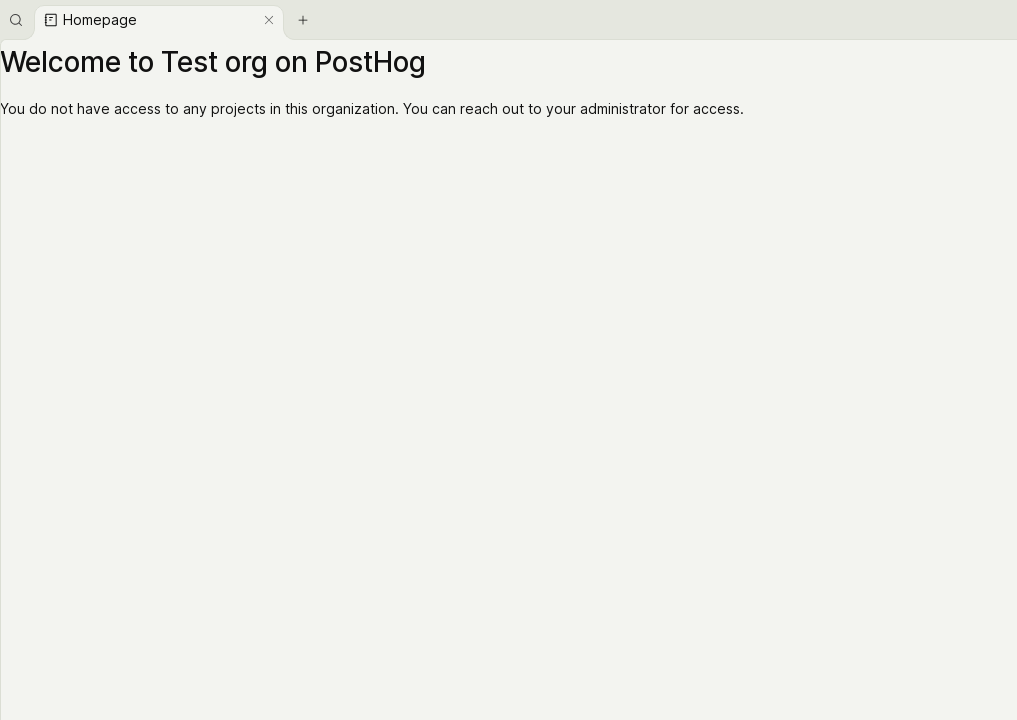 Homepage
Welcome to Test org on PostHog
You do not have access to any projects in this organization. You can reach out to your administrator for access.